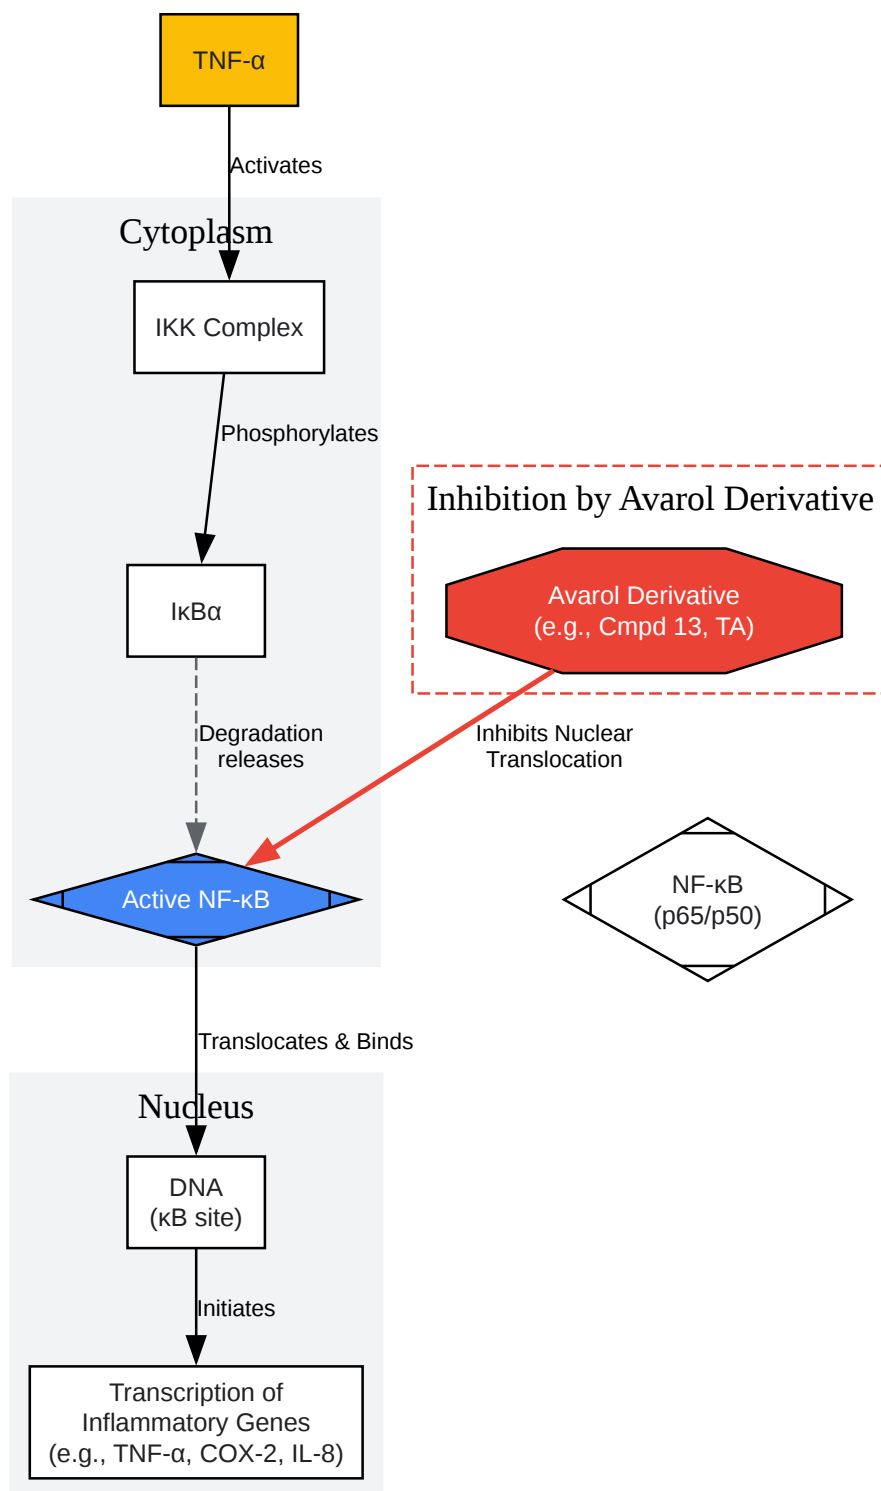 TNF-α
Activates
Cytoplasm
IKK Complex
Phosphorylates
Inhibition by Avarol Derivative
Avarol Derivative
(e.g., Cmpd 13, TA)
IκBα
Degradation
releases
Inhibits Nuclear
Translocation
Active NF-κB
NF-κB
(p65/p50)
Translocates & Binds
Nucleus
DNA
(κB site)
Initiates
Transcription of
Inflammatory Genes
(e.g., TNF-α, COX-2, IL-8)